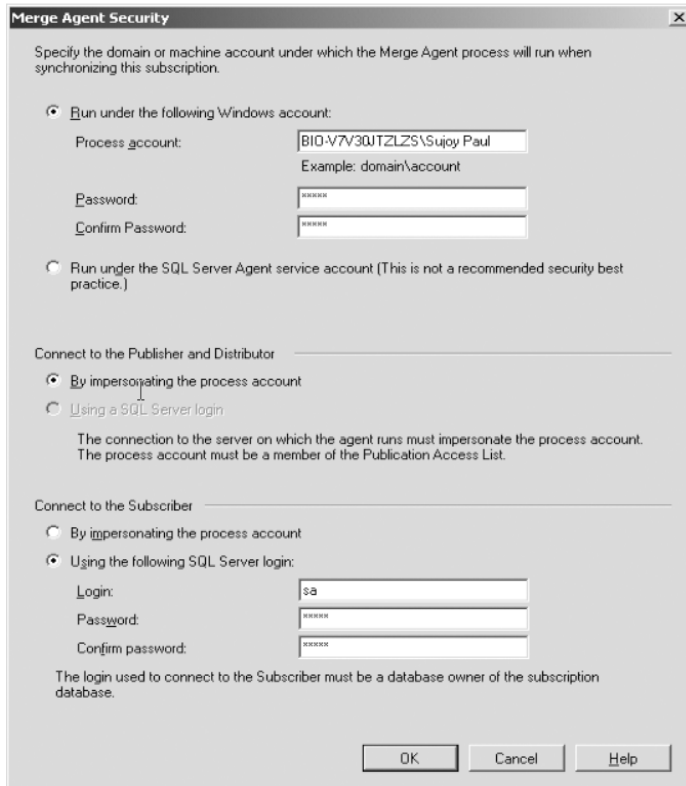 Merge Agent Security
Specify the domain or machine account under which the Merge Agent process will run when
synchronizing this subscription.
Run under the following Windows account:
Process account:
BIO-V7V30JTZLZS\Sujoy Paul
Example: domain\account
Password:
*****
Confirm Password:
*****
Run under the SQL Server Agent service account (This is not a recommended security best
practice.)
Connect to the Publisher and Distributor
By impersonating the process account
Using a SQL Server login
The connection to the server on which the agent runs must impersonate the process account.
The process account must be a member of the Publication Access List.
Connect to the Subscriber
By impersonating the process account
Using the following SQL Server login:
Login:
sa
Password:
*****
Confirm password:
*****
The login used to connect to the Subscriber must be a database owner of the subscription
database.
OK
Cancel
Help